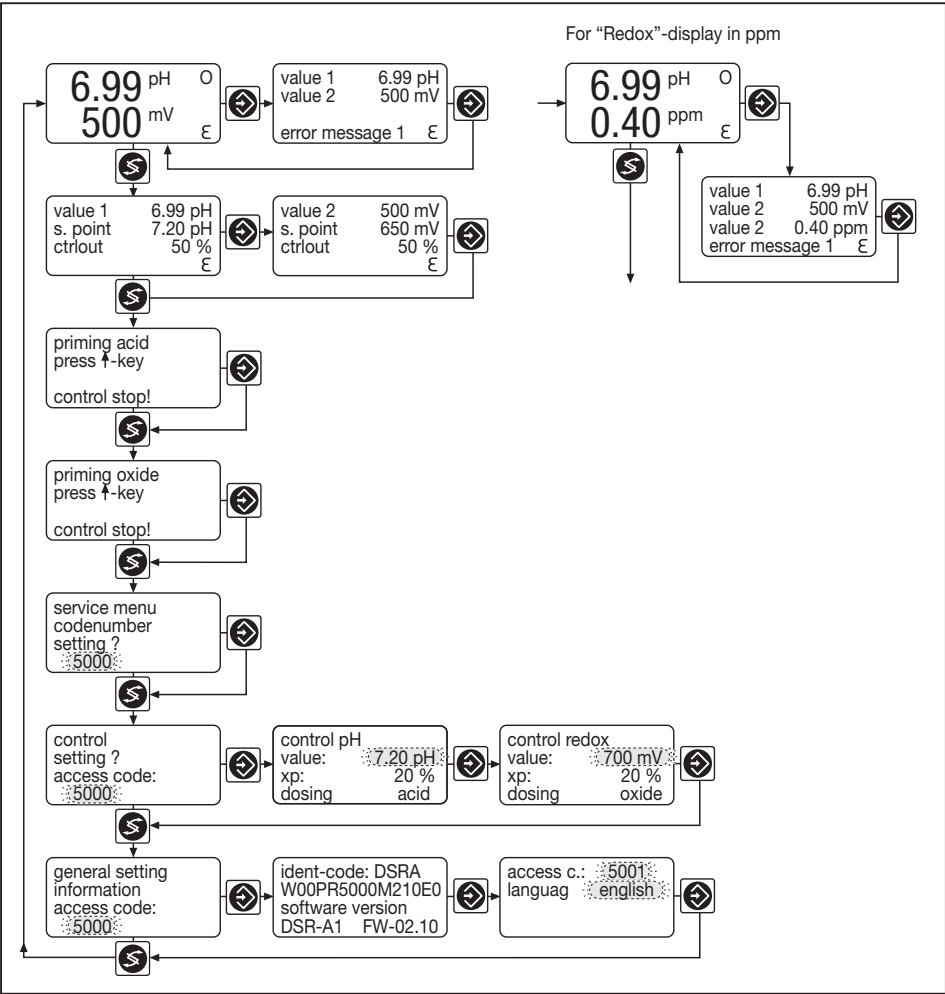 For “Redox”-display in ppm
6.99 pH O
500 mV ε
value 1 6.99 pH
value 2 500 mV
error message 1 ε
6.99 pH O
0.40 ppm ε
value 1 6.99 pH
value 2 500 mV
value 2 0.40 ppm
error message 1 ε
value 1 6.99 pH
s. point 7.20 pH
ctrlout 50 %
ε
value 2 500 mV
s. point 650 mV
ctrlout 50 %
ε
priming acid
press ↑-key
control stop!
priming oxide
press ↑-key
control stop!
service menu
codenumber
setting ?
5000
control
setting ?
access code:
5000
control pH
value: 7.20 pH
xp: 20 %
dosing acid
control redox
value: 700 mV
xp: 20 %
dosing oxide
general setting
information
access code:
5000
ident-code: DSRA
W00PR5000M210E0
software version
DSR-A1 FW-02.10
access c.: 5001
languag english